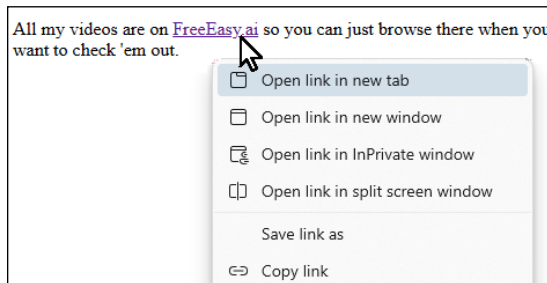 All my videos are on FreeEasy.ai so you can just browse there when you
want to check 'em out.
Open link in new tab
Open link in new window
Open link in InPrivate window
Open link in split screen window
Save link as
Copy link